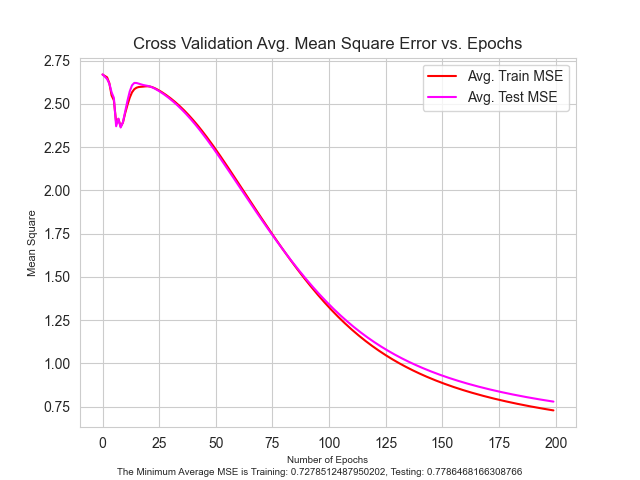 Cross Validation Avg. Mean Square Error vs. Epochs
Avg. Train MSE
Avg. Test MSE
Mean Square
2.75
2.50
2.25
2.00
1.75
1.50
1.25
1.00
0.75
0 25 50 75 100 125 150 175 200
Number of Epochs
The Minimum Average MSE is Training: 0.7278512487950202, Testing: 0.7786468166308766